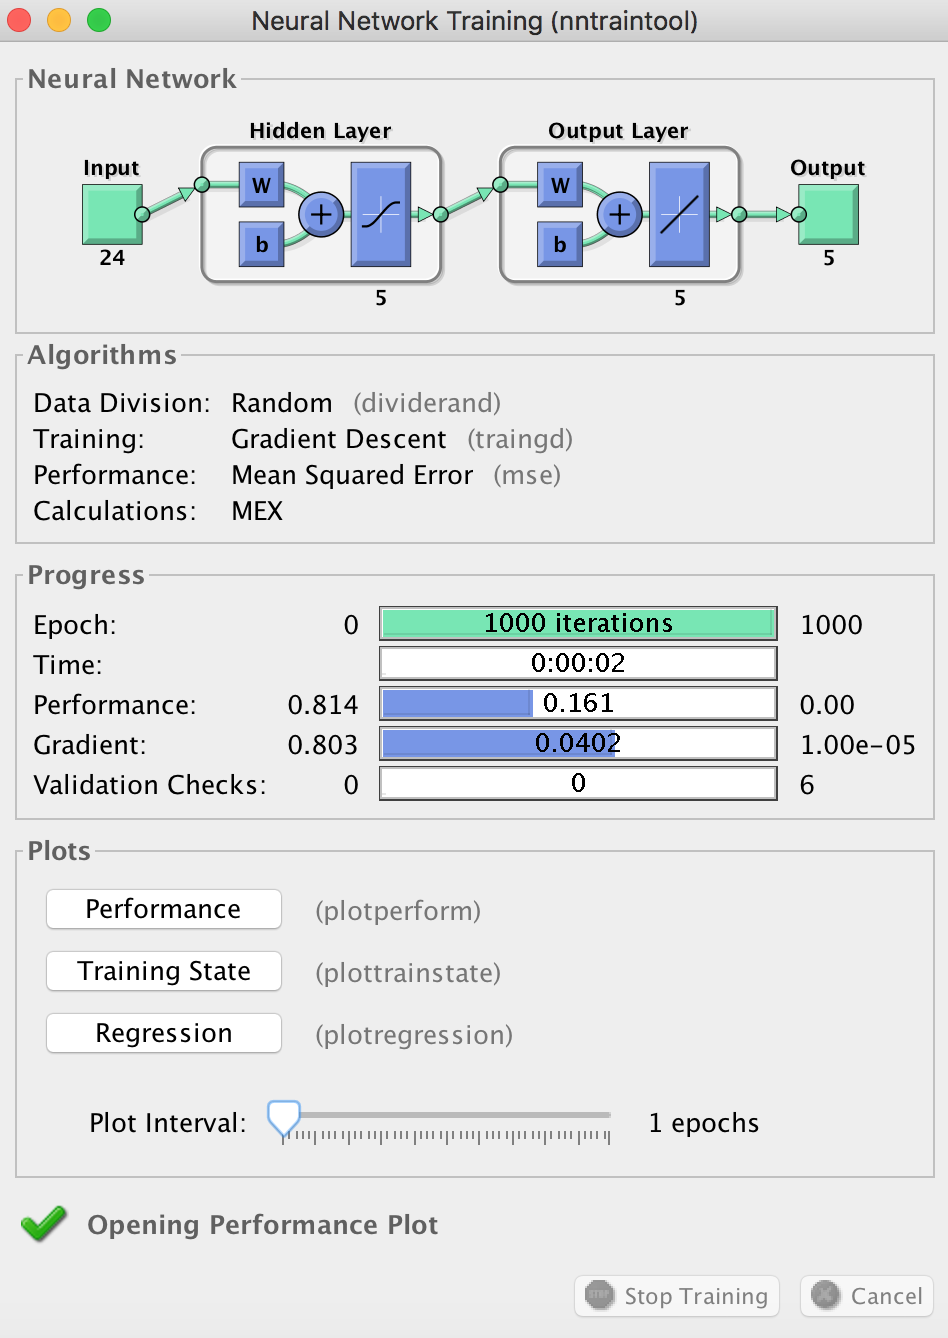 Neural Network Training (nntraintool)
Neural Network
Hidden Layer Output Layer
Input Output
W W
+ +
b b
24 5
5 5
Algorithms
Data Division: Random (dividerand)
Training: Gradient Descent (traingd)
Performance: Mean Squared Error (mse)
Calculations: MEX
Progress
Epoch: 0 1000 iterations 1000
Time: 0:00:02
Performance: 0.814 0.161 0.00
Gradient: 0.803 0.0402 1.00e-05
Validation Checks: 0 0 6
Plots
Performance (plotperform)
Training State (plottrainstate)
Regression (plotregression)
Plot Interval: 1 epochs
Opening Performance Plot
STOP Stop Training Cancel